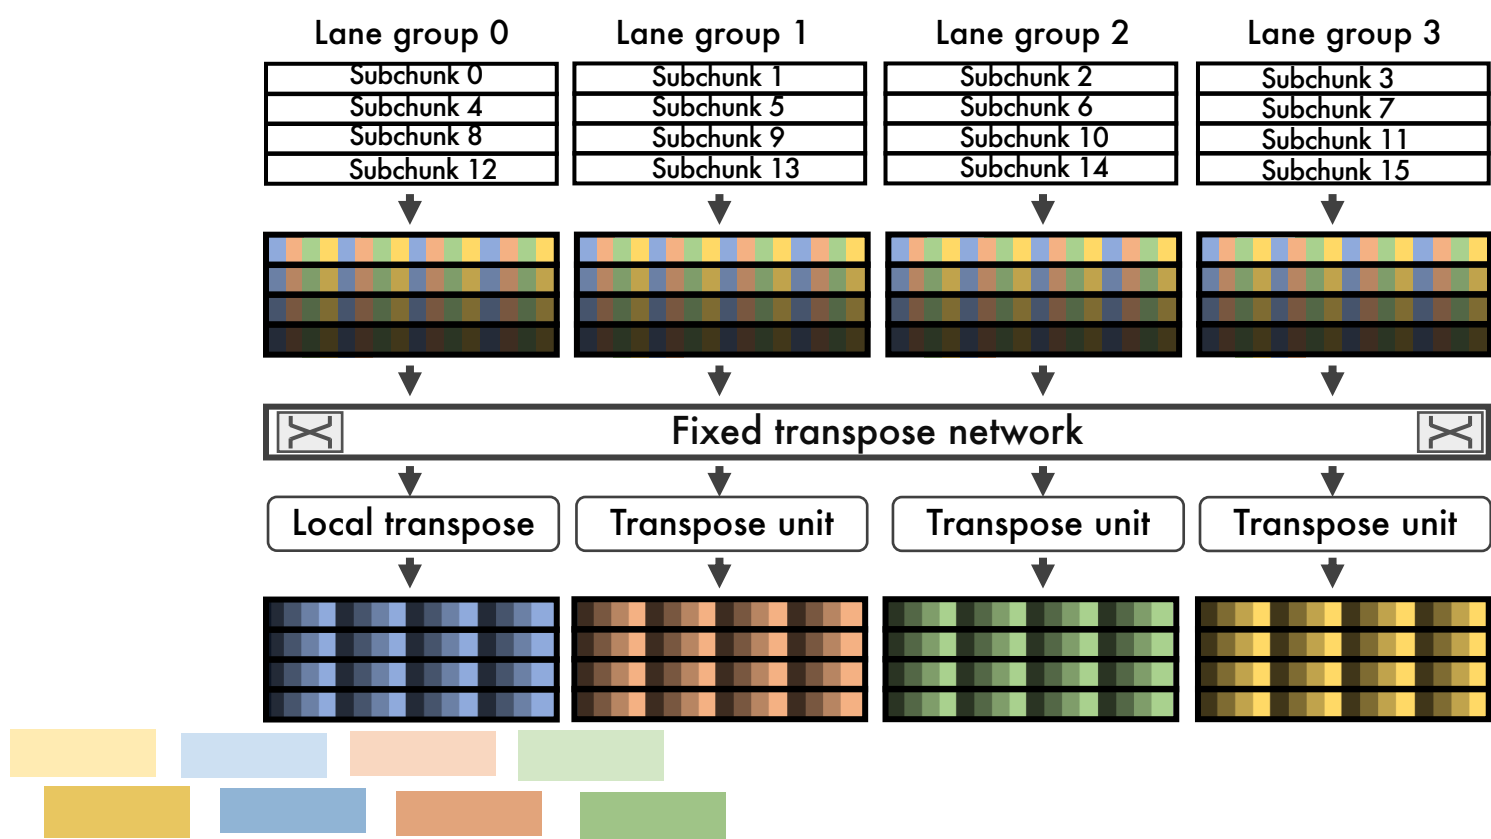 Lane group 0
Lane group 1
Lane group 2
Lane group 3
Subchunk 0
Subchunk 1
Subchunk 2
Subchunk 3
Subchunk 4
Subchunk 5
Subchunk 6
Subchunk 7
Subchunk 8
Subchunk 9
Subchunk 10
Subchunk 11
Subchunk 12
Subchunk 13
Subchunk 14
Subchunk 15
Fixed transpose network
Local transpose
Transpose unit
Transpose unit
Transpose unit